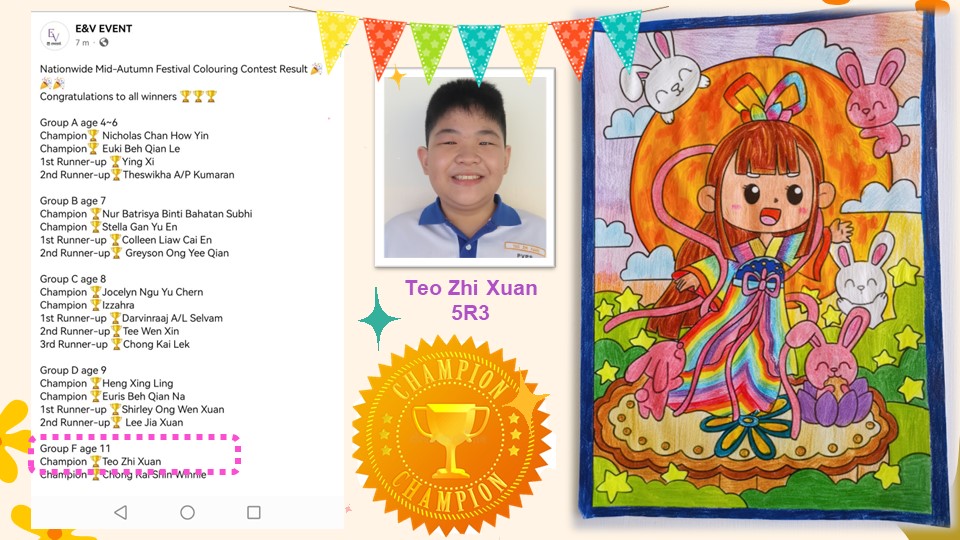 E&V EVENT
7 m ·
EV
Nationwide Mid-Autumn Festival Colouring Contest Result 🎉
🎉🎉
Congratulations to all winners 🏆🏆🏆
Group A age 4~6
Champion🏆 Nicholas Chan How Yin
Champion🏆 Euki Beh Qian Le
1st Runner-up 🏆Ying Xi
2nd Runner-up🏆Theswikha A/P Kumaran
Group B age 7
Champion 🏆Nur Batrisya Binti Bahatan Subhi
Champion 🏆Stella Gan Yu En
1st Runner-up 🏆Colleen Liaw Cai En
2nd Runner-up🏆 Greyson Ong Yee Qian
Group C age 8
Champion 🏆Jocelyn Ngu Yu Chern
Champion 🏆Izzahra
1st Runner-up 🏆Darvinraaj A/L Selvam
2nd Runner-up 🏆Tee Wen Xin
3rd Runner-up 🏆Chong Kai Lek
Group D age 9
Champion 🏆Heng Xing Ling
Champion 🏆Euris Beh Qian Na
1st Runner-up 🏆Shirley Ong Wen Xuan
2nd Runner-up 🏆 Lee Jia Xuan
Group F age 11
Champion 🏆Teo Zhi Xuan
Champion 🏆Chong Kai Shin Winnie
Teo Zhi Xuan
5R3
CHAMPION
CHAMPION